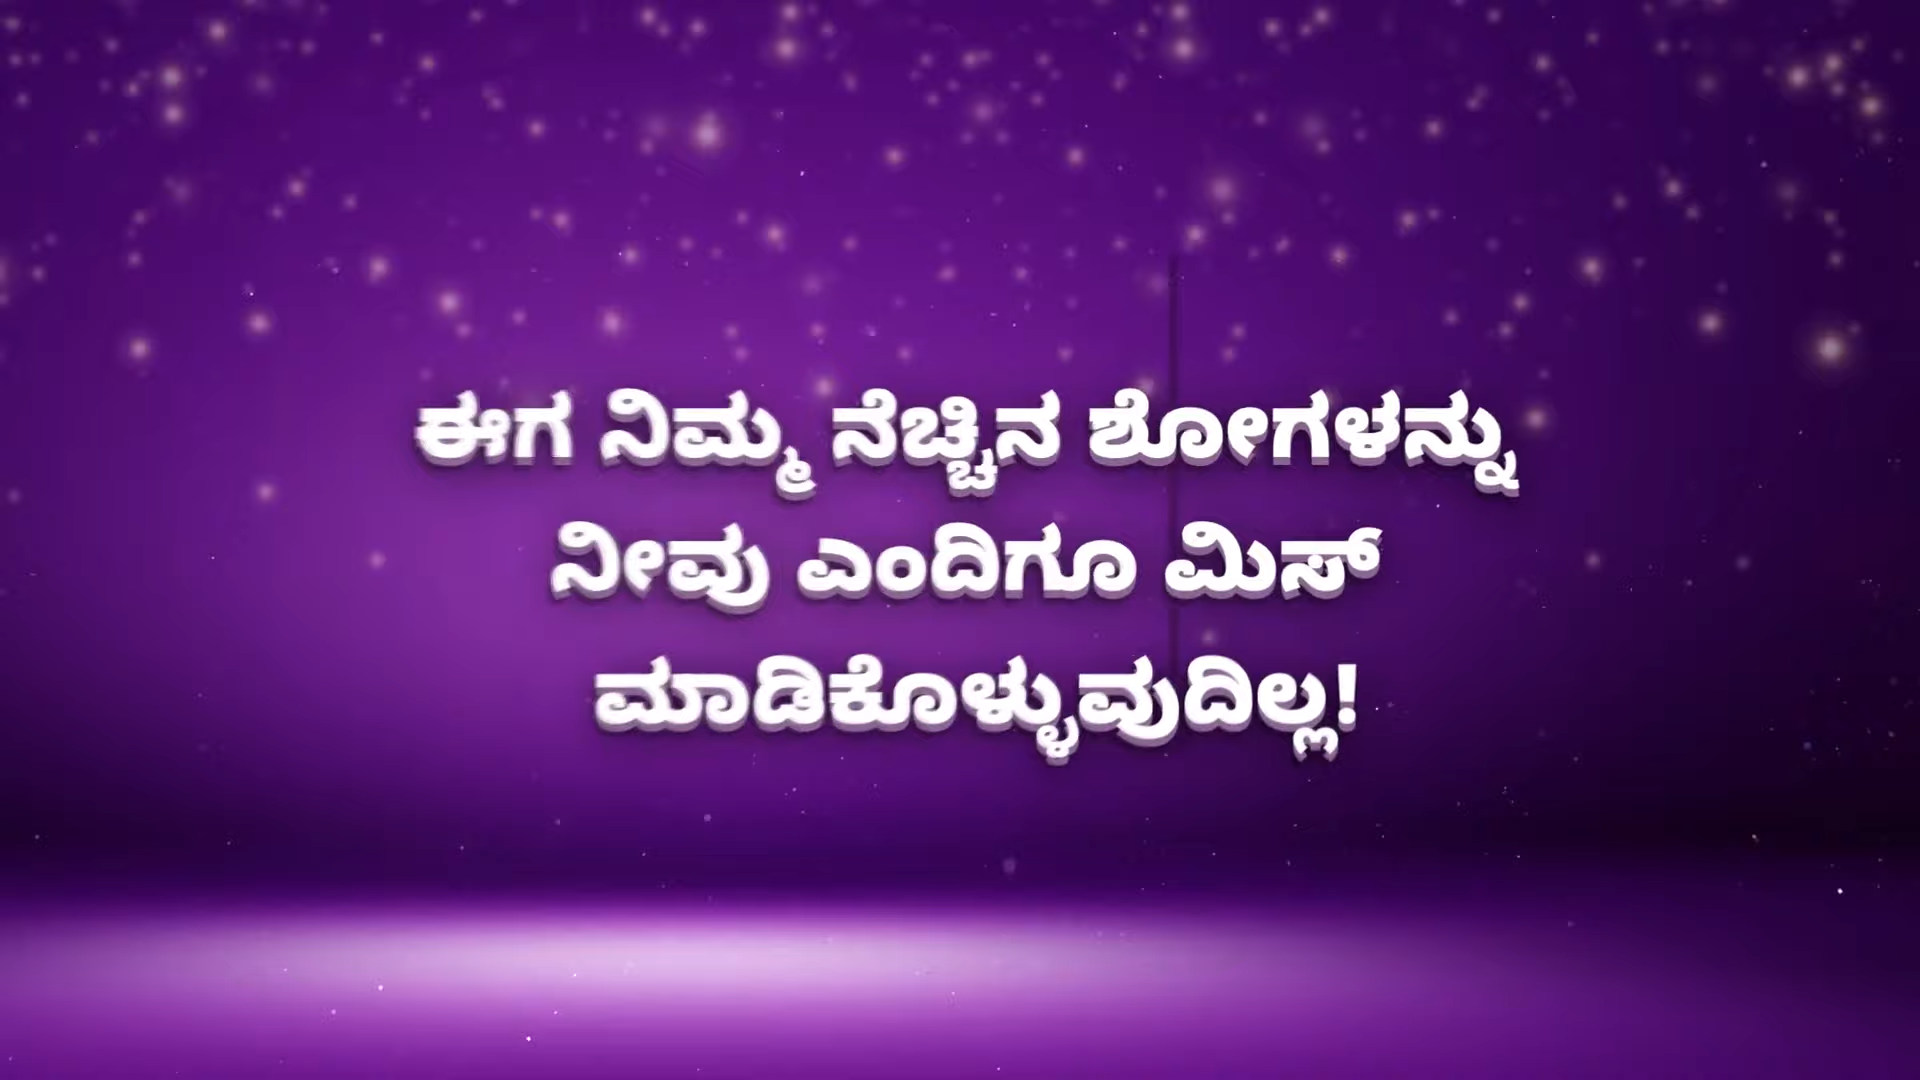 ಈಗ ನಿಮ್ಮ ನೆಚ್ಚಿನ ಶೋಗಳನ್ನು
ನೀವು ಎಂದಿಗೂ ಮಿಸ್
ಮಾಡಿಕೊಳ್ಳುವುದಿಲ್ಲ!